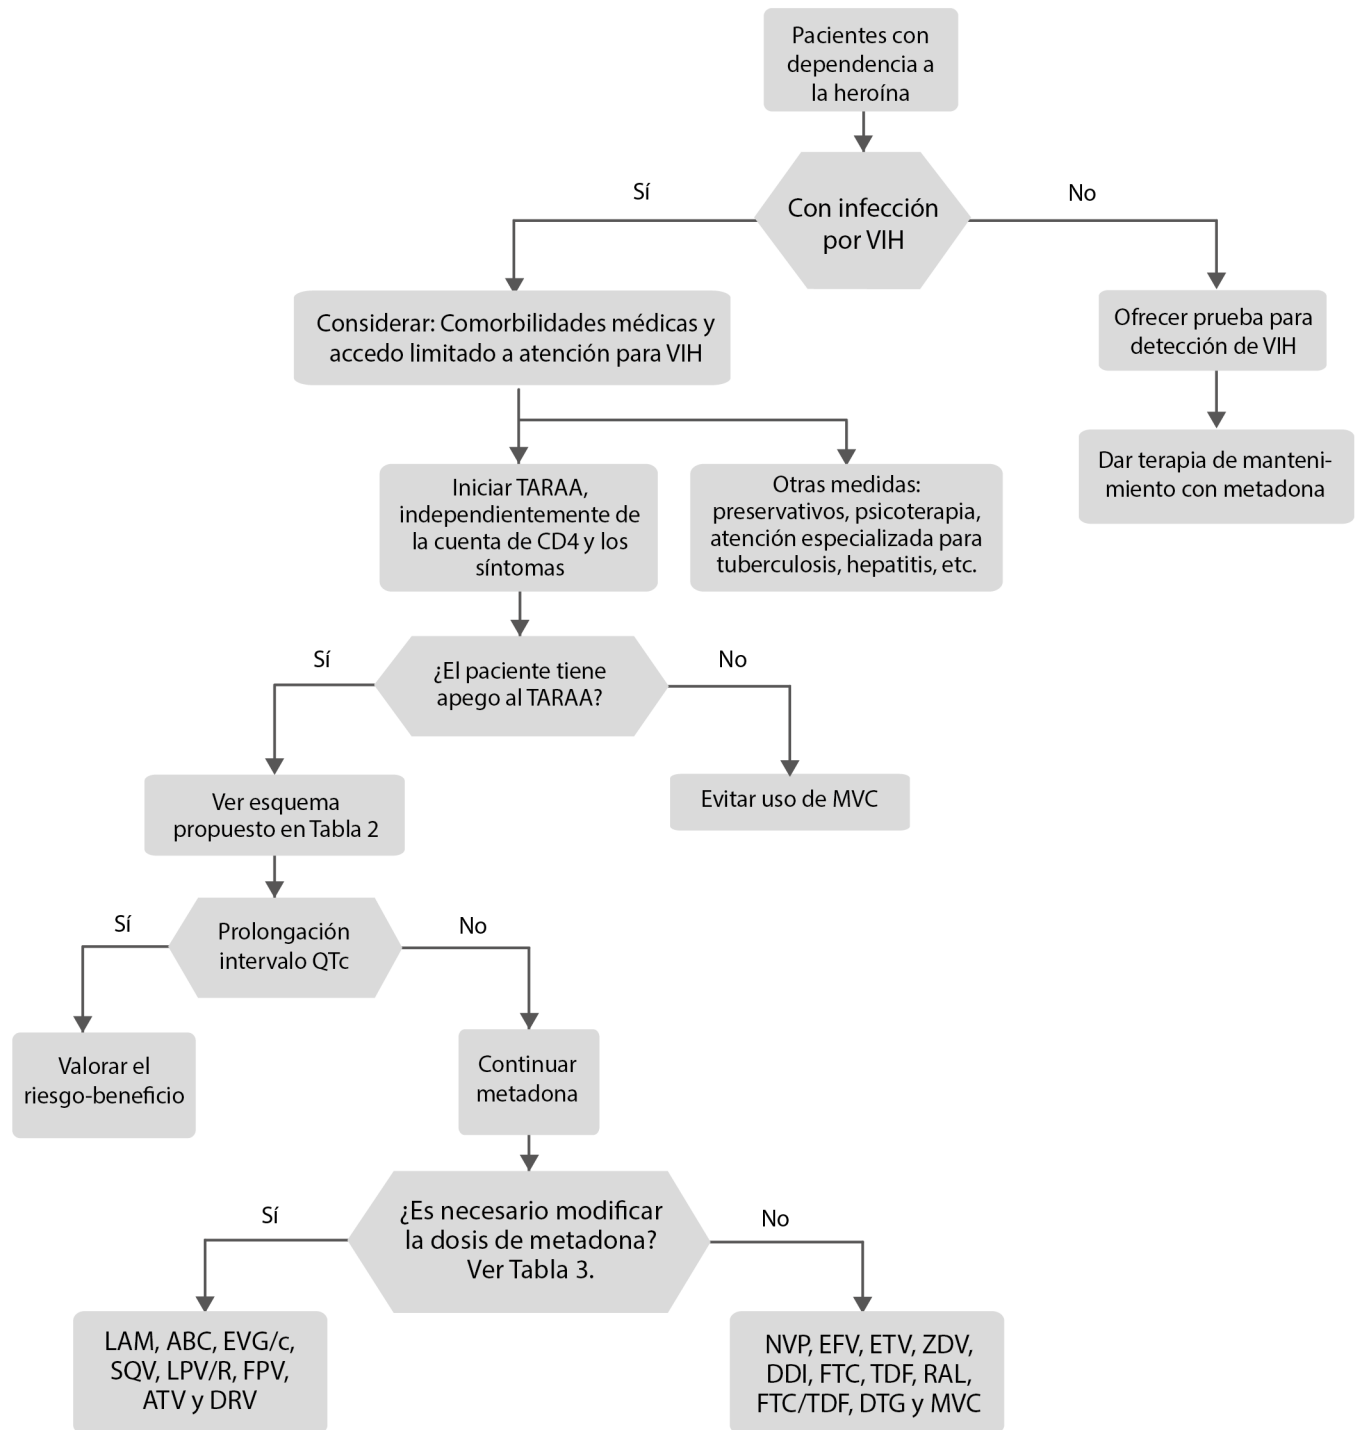 Pacientes con
dependencia a
la heroína
Sí
No
Con infección
por VIH
Considerar: Comorbilidades médicas y
accedo limitado a atención para VIH
Ofrecer prueba para
detección de VIH
Dar terapia de manteni-
miento con metadona
Iniciar TARAA,
independientemente de
la cuenta de CD4 y los
síntomas
Otras medidas:
preservativos, psicoterapia,
atención especializada para
tuberculosis, hepatitis, etc.
Sí
No
¿El paciente tiene
apego al TARAA?
Ver esquema
propuesto en Tabla 2
Evitar uso de MVC
Sí
No
Prolongación
intervalo QTc
Valorar el
riesgo-beneficio
Continuar
metadona
Sí
No
¿Es necesario modificar
la dosis de metadona?
Ver Tabla 3.
LAM, ABC, EVG/c,
SQV, LPV/R, FPV,
ATV y DRV
NVP, EFV, ETV, ZDV,
DDI, FTC, TDF, RAL,
FTC/TDF, DTG y MVC